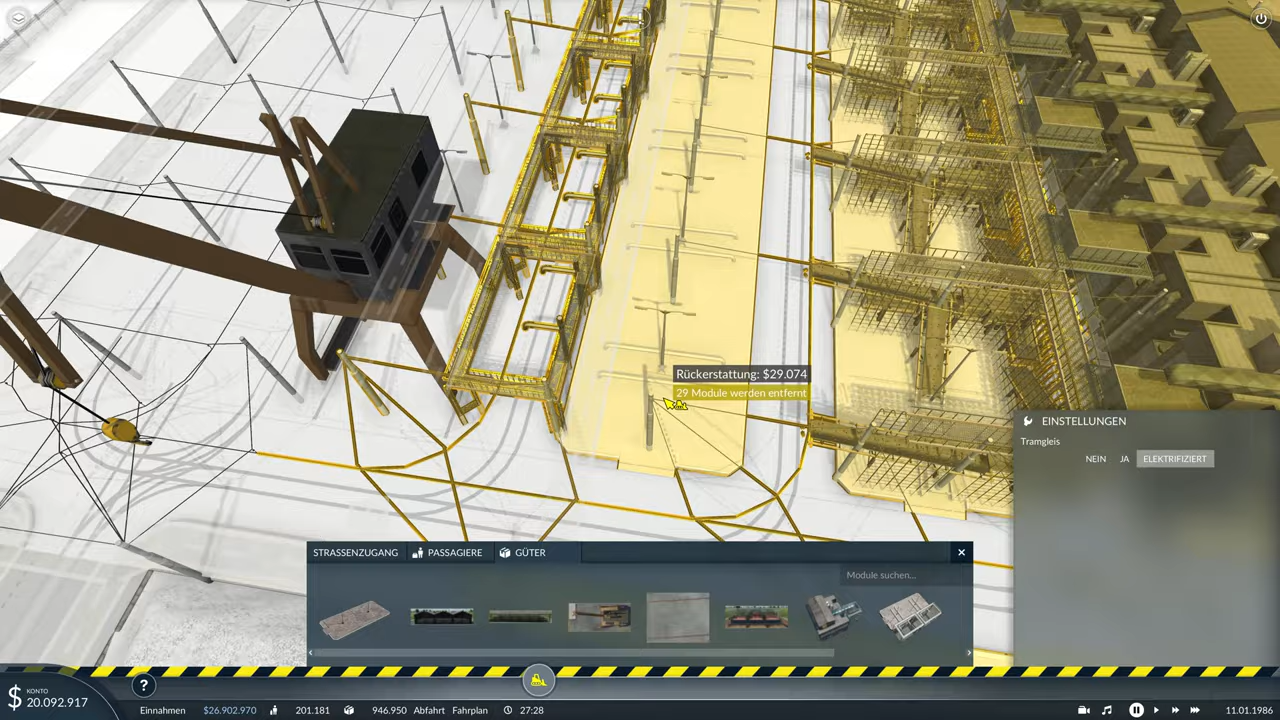 Rückerstattung: $29.074
29 Module werden entfernt
EINSTELLUNGEN
Tramgleis
NEIN JA ELEKTRIFIZIERT
STRASSENZUGANG PASSAGIERE GÜTER
Module suchen...
?
$ KONTO
20.092.917
Einnahmen $26.902.970 201.181 946.950 Abfahrt Fahrplan 27:28
11.01.1986